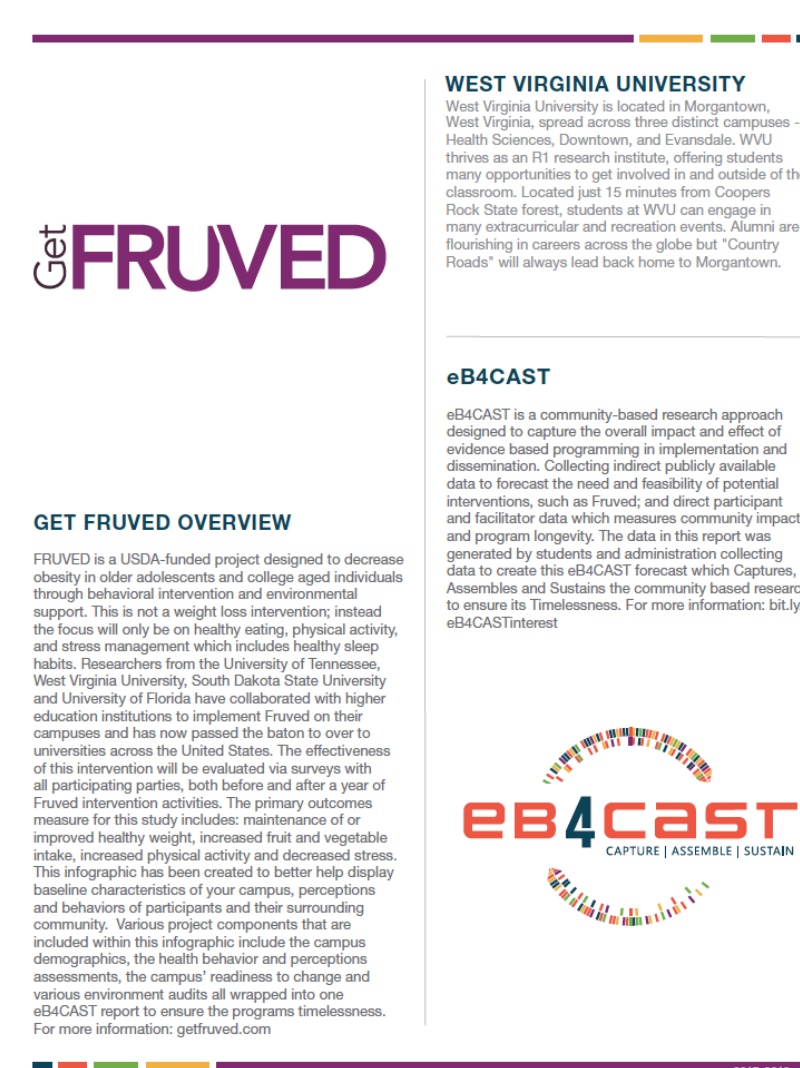 Get FRUVED
GET FRUVED OVERVIEW
FRUVED is a USDA-funded project designed to decrease
obesity in older adolescents and college aged individuals
through behavioral intervention and environmental
support. This is not a weight loss intervention; instead
the focus will only be on healthy eating, physical activity,
and stress management which includes healthy sleep
habits. Researchers from the University of Tennessee,
West Virginia University, South Dakota State University
and University of Florida have collaborated with higher
education institutions to implement Fruved on their
campuses and has now passed the baton to over to
universities across the United States. The effectiveness
of this intervention will be evaluated via surveys with
all participating parties, both before and after a year of
Fruved intervention activities. The primary outcomes
measure for this study includes: maintenance of or
improved healthy weight, increased fruit and vegetable
intake, increased physical activity and decreased stress.
This infographic has been created to better help display
baseline characteristics of your campus, perceptions
and behaviors of participants and their surrounding
community.  Various project components that are
included within this infographic include the campus
demographics, the health behavior and perceptions
assessments, the campus' readiness to change and
various environment audits all wrapped into one
eB4CAST report to ensure the programs timelessness.
For more information: getfruved.com
WEST VIRGINIA UNIVERSITY
West Virginia University is located in Morgantown,
West Virginia, spread across three distinct campuses -
Health Sciences, Downtown, and Evansdale. WVU
thrives as an R1 research institute, offering students
many opportunities to get involved in and outside of
classroom. Located just 15 minutes from Coopers
Rock State forest, students at WVU can engage in
many extracurricular and recreation events. Alumni are
flourishing in careers across the globe but "Country
Roads" will always lead back home to Morgantown.
eB4CAST
eB4CAST is a community-based research approach
designed to capture the overall impact and effect of
evidence based programming in implementation and
dissemination. Collecting indirect publicly available
data to forecast the need and feasibility of potential
interventions, such as Fruved; and direct participant
and facilitator data which measures community impact
and program longevity. The data in this report was
generated by students and administration collecting
data to create this eB4CAST forecast which Captures,
Assembles and Sustains the community based
to ensure its Timelessness. For more information: bit.ly
eB4CASTinterest
eB4CAST
CAPTURE | ASSEMBLE | SUSTAIN